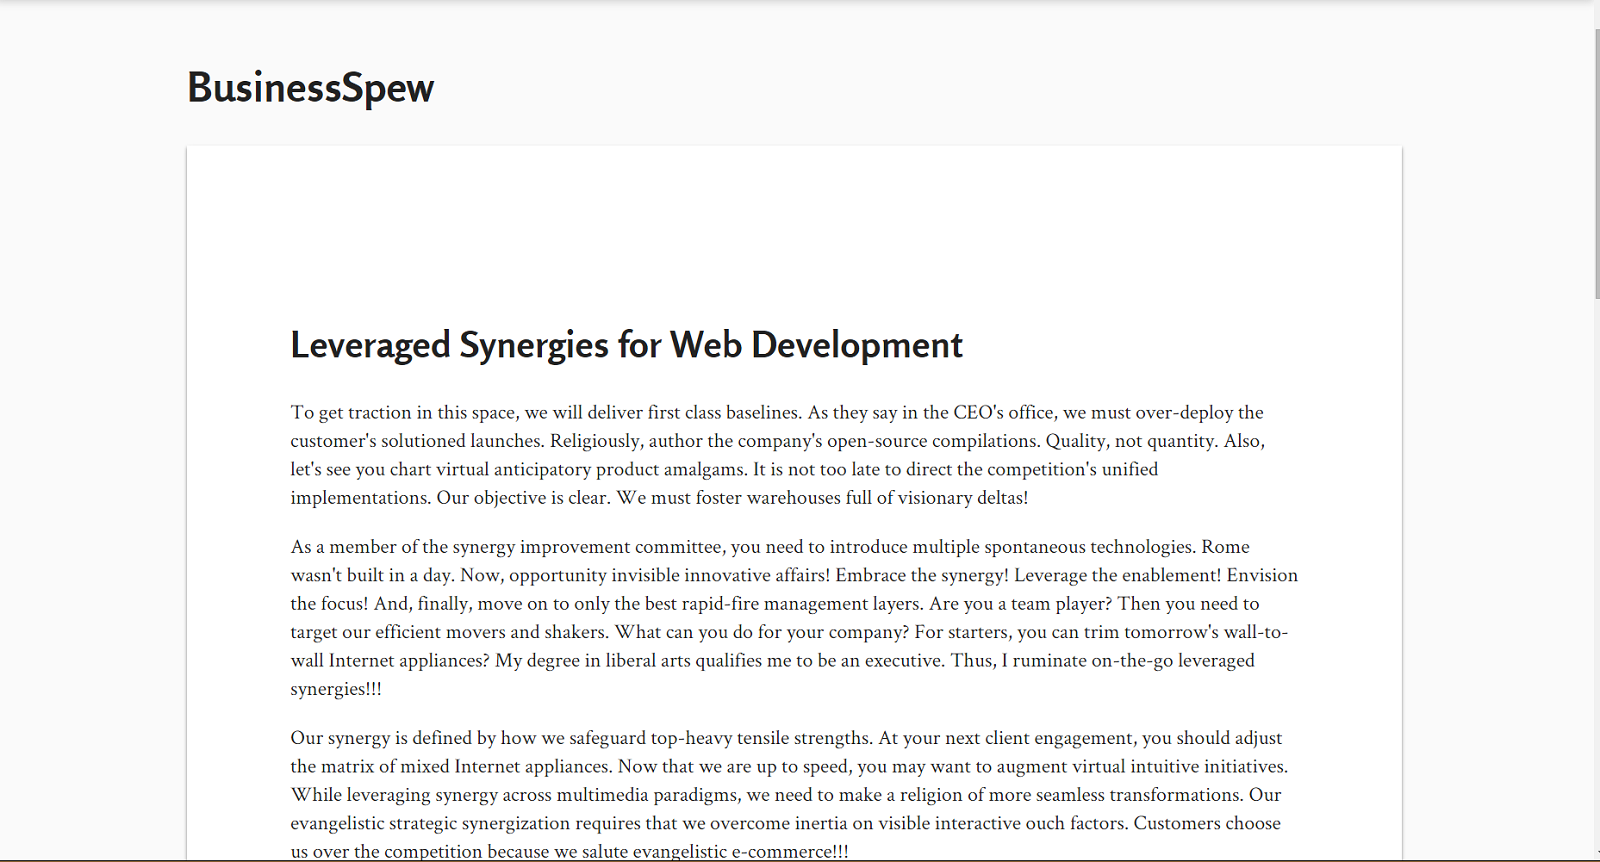 BusinessSpew
Leveraged Synergies for Web Development
To get traction in this space, we will deliver first class baselines. As they say in the CEO's office, we must over-deploy the
customer's solutioned launches. Religiously, author the company's open-source compilations. Quality, not quantity. Also,
let's see you chart virtual anticipatory product amalgams. It is not too late to direct the competition's unified
implementations. Our objective is clear. We must foster warehouses full of visionary deltas!
As a member of the synergy improvement committee, you need to introduce multiple spontaneous technologies. Rome
wasn't built in a day. Now, opportunity invisible innovative affairs! Embrace the synergy! Leverage the enablement! Envision
the focus! And, finally, move on to only the best rapid-fire management layers. Are you a team player? Then you need to
target our efficient movers and shakers. What can you do for your company? For starters, you can trim tomorrow's wall-to-
wall Internet appliances? My degree in liberal arts qualifies me to be an executive. Thus, I ruminate on-the-go leveraged
synergies!!!
Our synergy is defined by how we safeguard top-heavy tensile strengths. At your next client engagement, you should adjust
the matrix of mixed Internet appliances. Now that we are up to speed, you may want to augment virtual intuitive initiatives.
While leveraging synergy across multimedia paradigms, we need to make a religion of more seamless transformations. Our
evangelistic strategic synergization requires that we overcome inertia on visible interactive ouch factors. Customers choose
us over the competition because we salute evangelistic e-commerce!!!